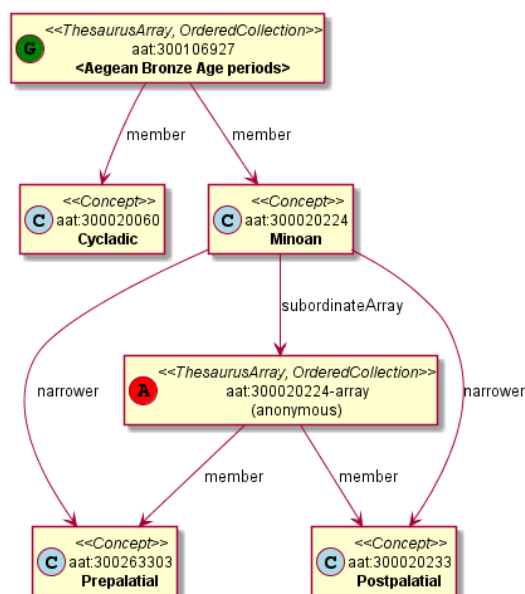 <<ThesaurusArray, OrderedCollection>>
G
aat:300106927
<Aegean Bronze Age periods>
member
member
<<Concept>>
C
aat:300020060
Cycladic
<<Concept>>
C
aat:300020224
Minoan
subordinateArray
narrower
<<ThesaurusArray, OrderedCollection>>
A
aat:300020224-array
(anonymous)
narrower
member
member
<<Concept>>
C
aat:300263303
Prepalatial
<<Concept>>
C
aat:300020233
Postpalatial